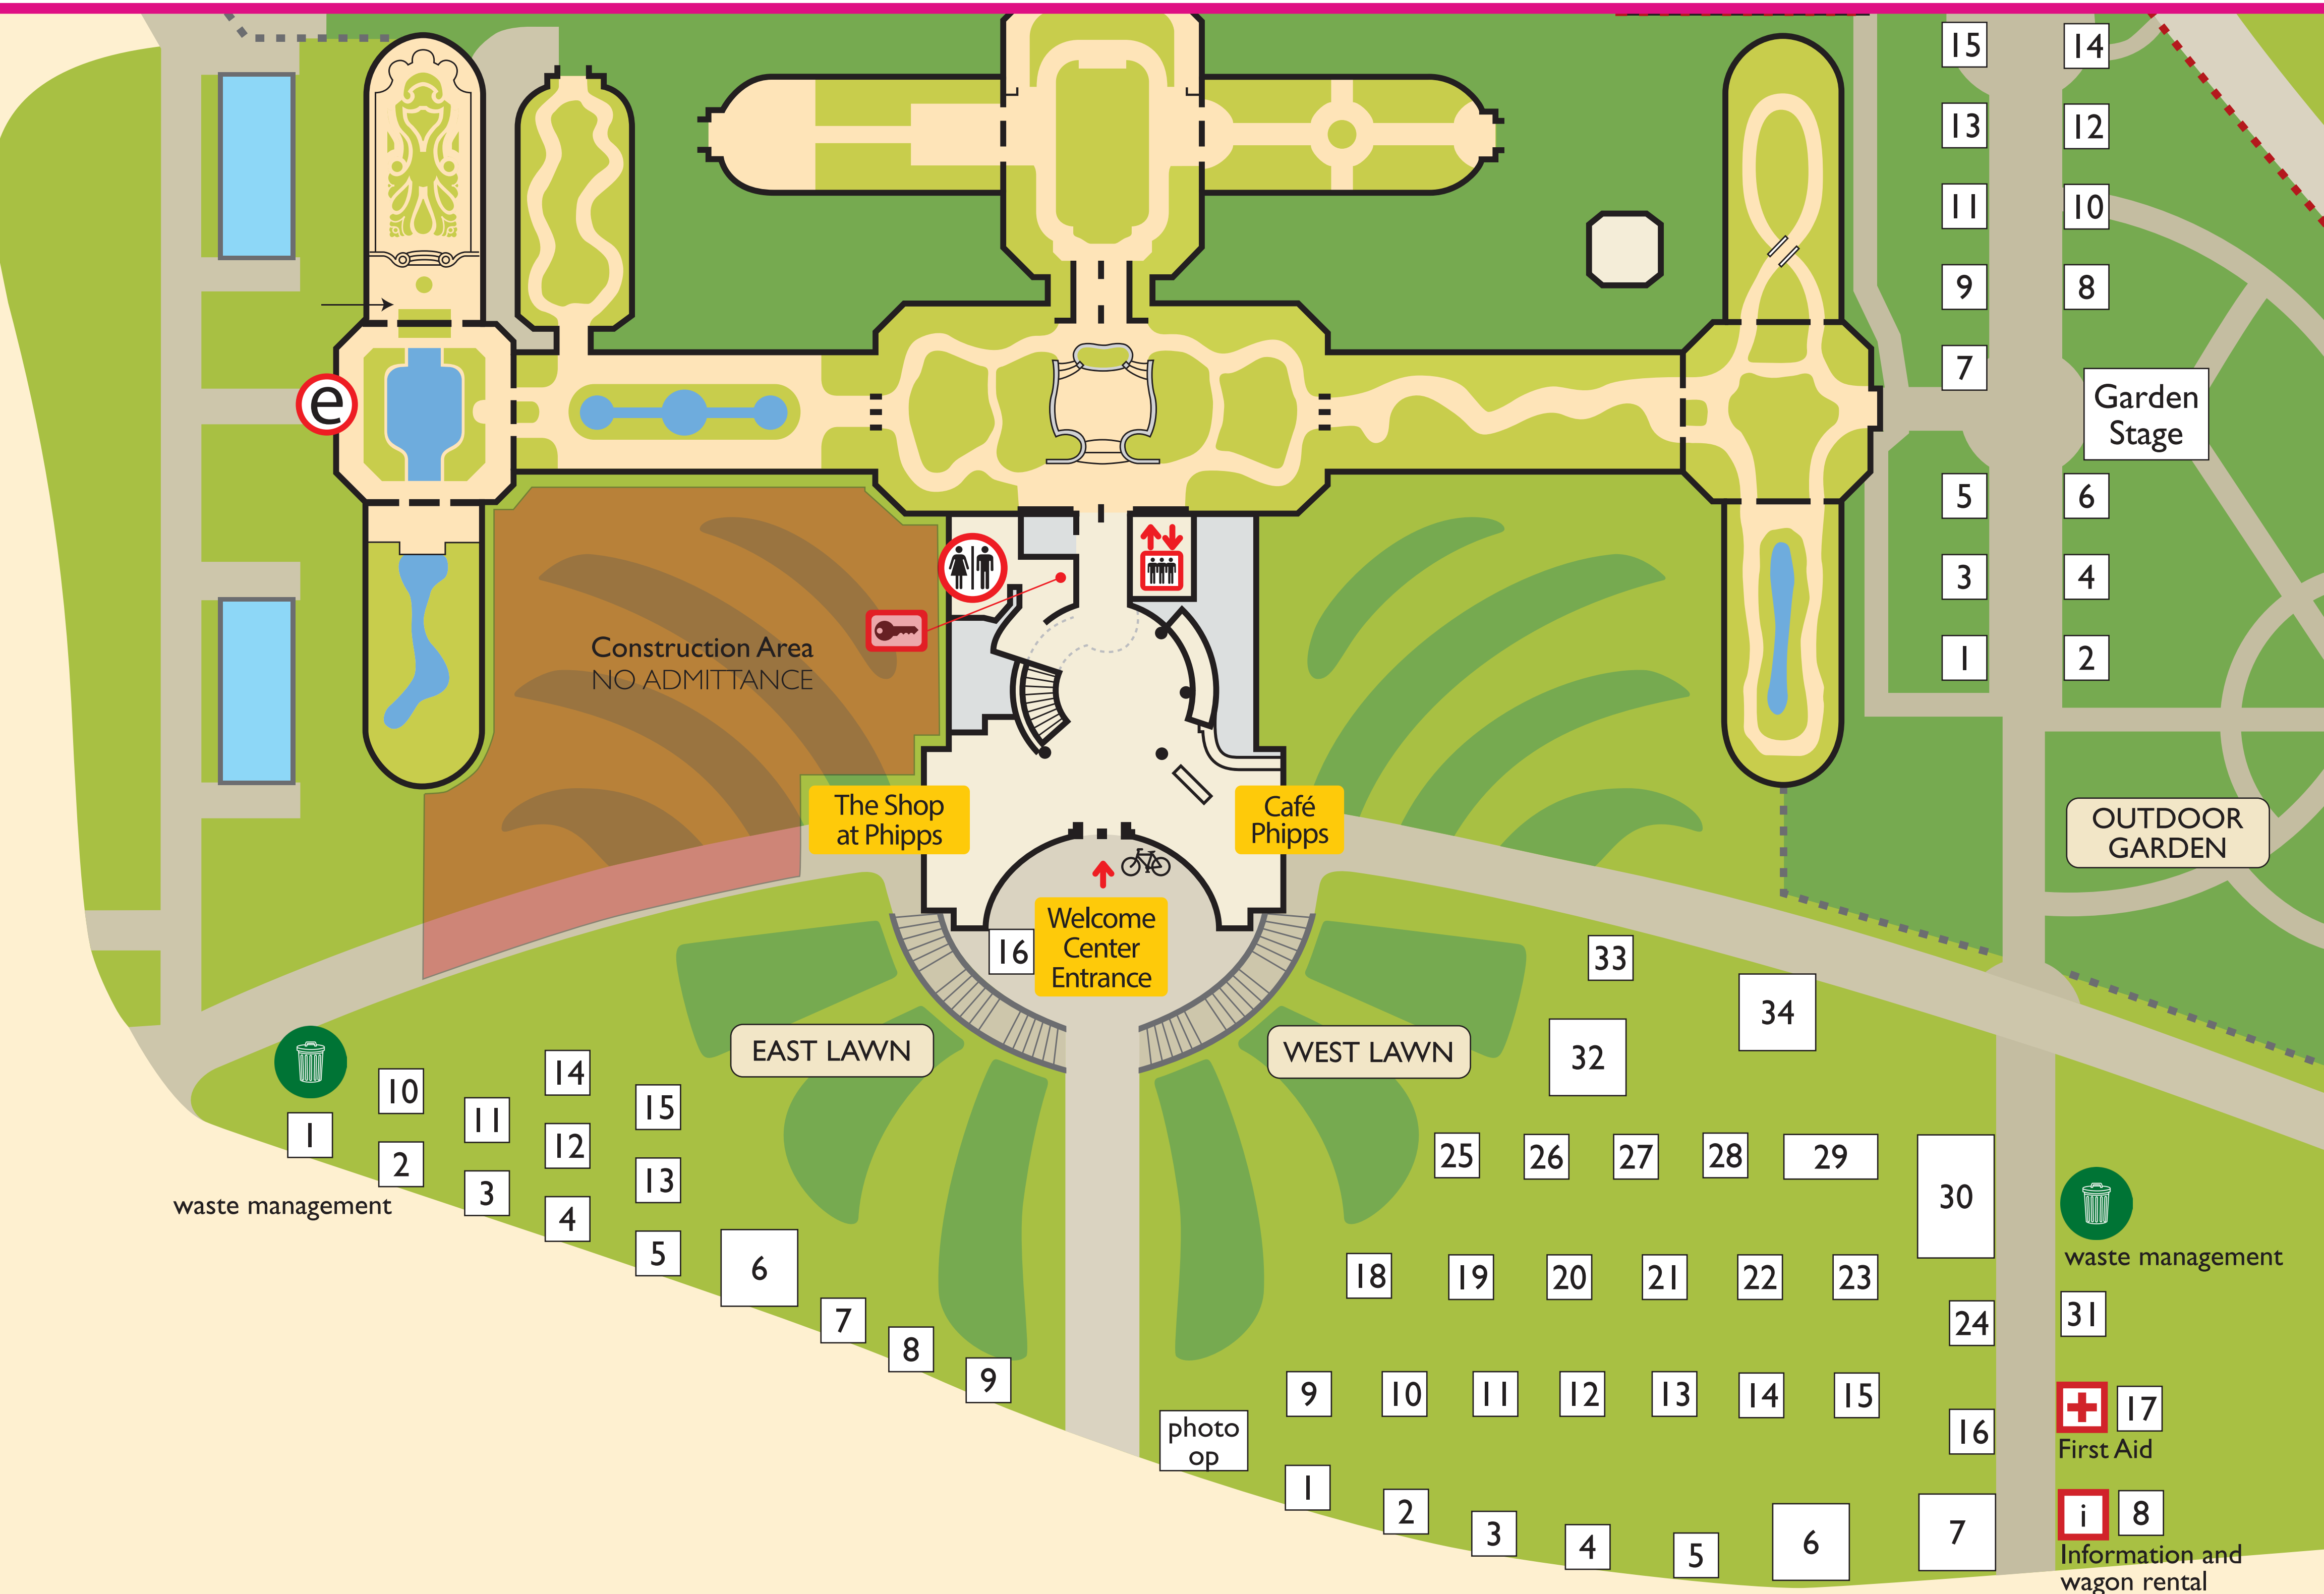 15
14
13
12
11
10
9
8
7
Garden
Stage
e
5
6
3
4
1
2
Construction Area
NO ADMITTANCE
The Shop
at Phipps
Café
Phipps
OUTDOOR
GARDEN
Welcome
Center
Entrance
16
EAST LAWN
WEST LAWN
10
14
11
15
1
12
2
13
3
4
5
6
7
8
9
waste management
33
34
32
25
26
27
28
29
30
waste management
18
19
20
21
22
23
24
31
9
10
11
12
13
14
15
16
17
First Aid
photo
op
1
2
3
4
5
6
7
i
8
Information and
wagon rental